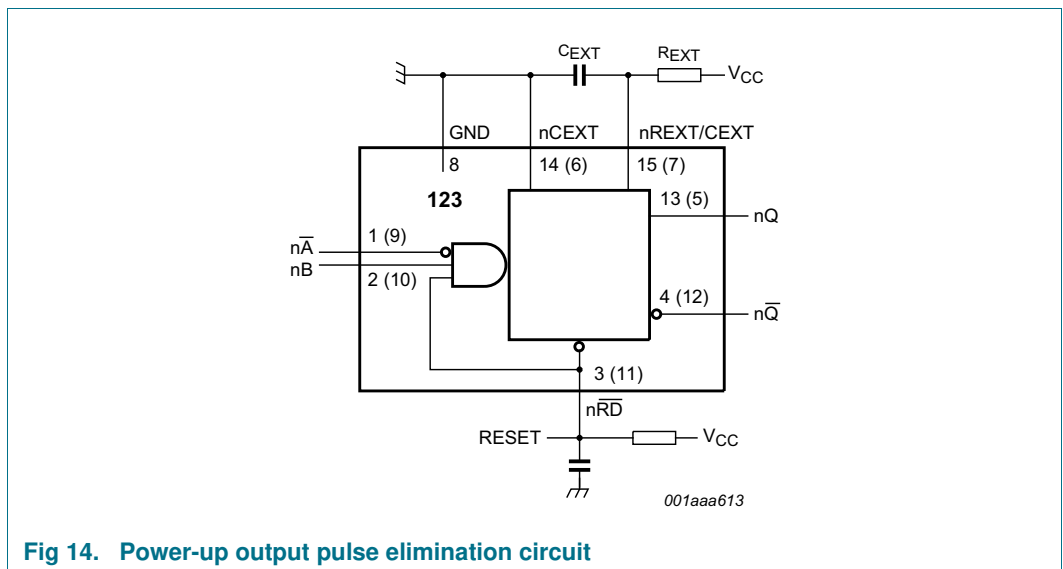 CEXT
REXT
VCC
GND
nCEXT
nREXT/CEXT
8
14 (6)
15 (7)
123
13 (5)
nQ
1 (9)
nA̅
nB
2 (10)
4 (12)
nQ̅
3 (11)
nR̅D̅
RESET
VCC
001aaa613
Fig 14. Power-up output pulse elimination circuit